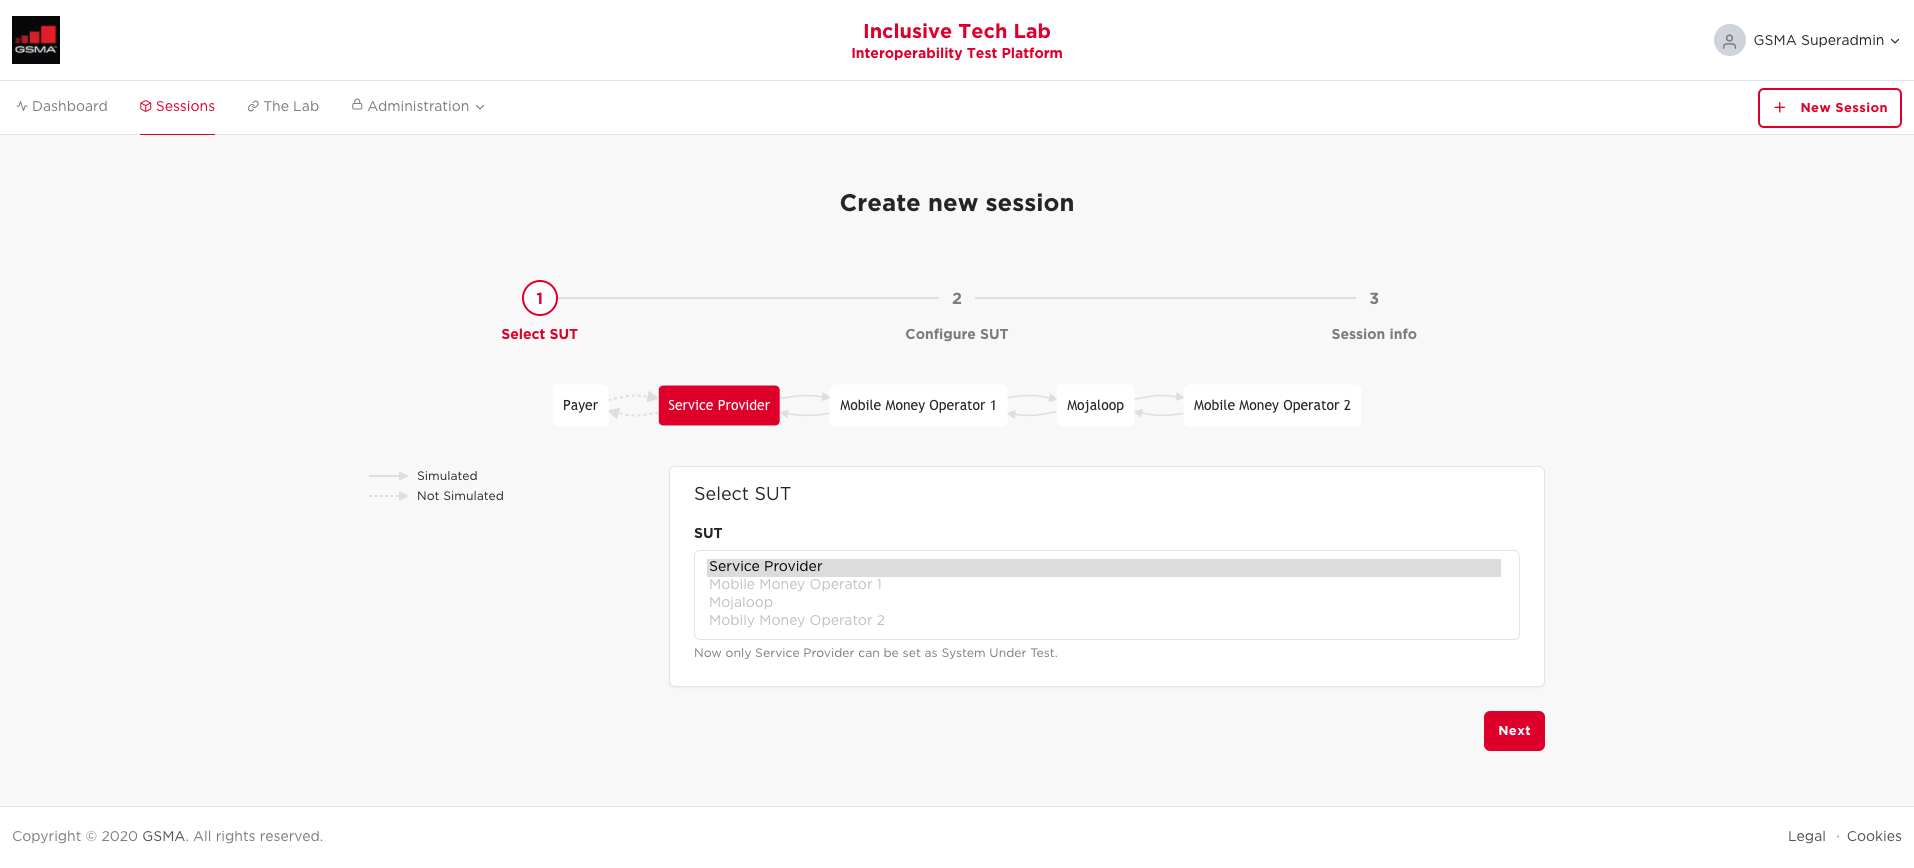 GSMA
Inclusive Tech Lab
Interoperability Test Platform
GSMA Superadmin
Dashboard
Sessions
The Lab
Administration
+ New Session
Create new session
1
2
3
Select SUT
Configure SUT
Session info
Payer
Service Provider
Mobile Money Operator 1
Mojaloop
Mobile Money Operator 2
Simulated
Not Simulated
Select SUT
SUT
Service Provider
Mobile Money Operator 1
Mojaloop
Mobily Money Operator 2
Now only Service Provider can be set as System Under Test.
Next
Copyright © 2020 GSMA. All rights reserved.
Legal · Cookies